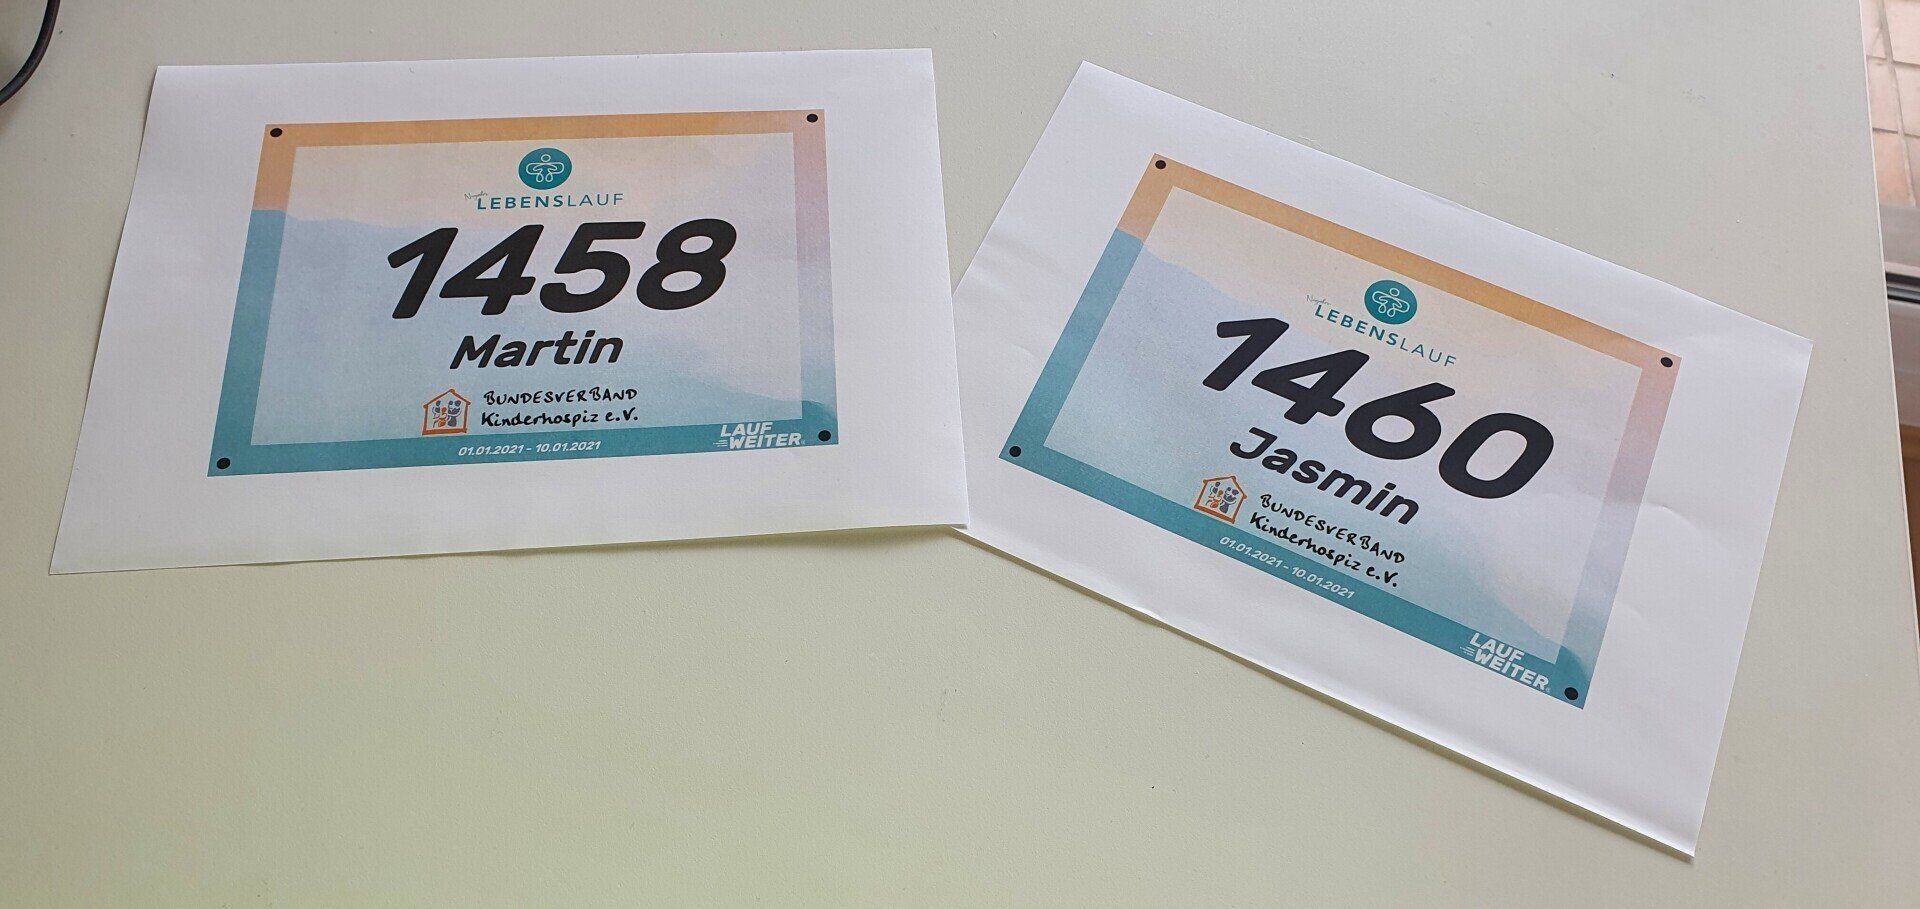 LEBENSLAUF
1458
Martin
BUNDESVERBAND
Kinderhospiz e.V.
01.01.2021 - 10.01.2021
LAUF
WEITER
LEBENSLAUF
1460
Jasmin
BUNDESVERBAND
Kinderhospiz e.V.
01.01.2021 - 10.01.2021
LAUF
WEITER